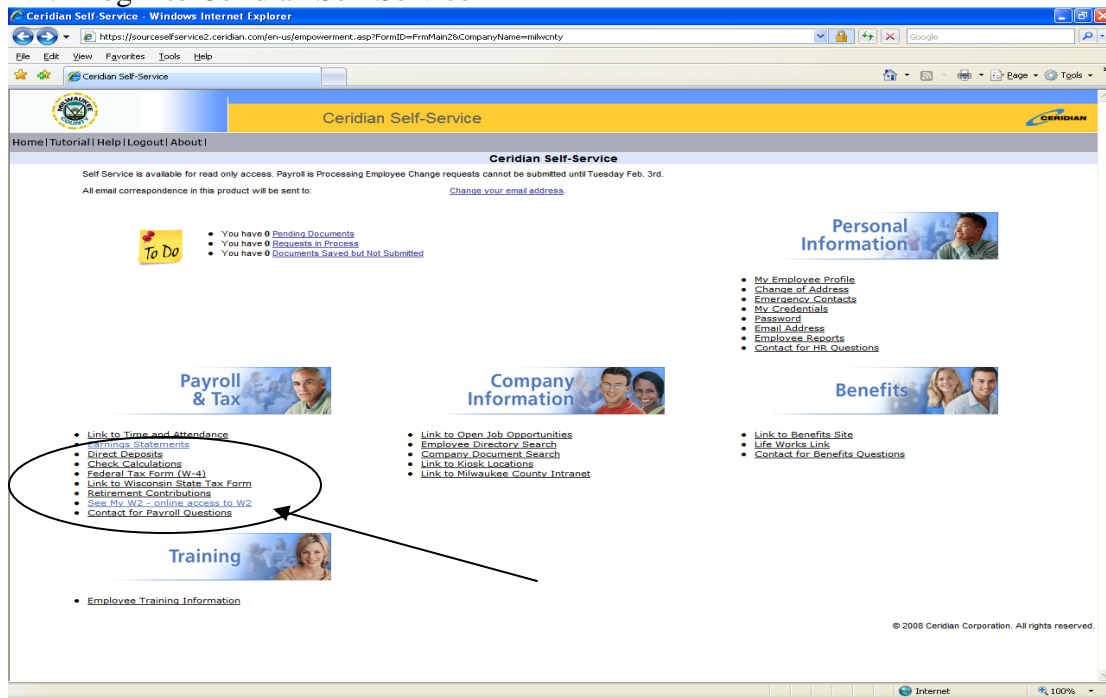 Ceridian Self-Service - Windows Internet Explorer
https://sourceselfservice2.ceridian.com/en-us/empowerment.asp?FormID=FrmMain2&CompanyName=milwcnty
Google
File Edit View Favorites Tools Help
Ceridian Self-Service
Page Tools
MILWAUKEE COUNTY
Ceridian Self-Service
CERIDIAN
Home|Tutorial|Help|Logout|About|
Ceridian Self-Service
Self Service is available for read only access. Payroll is Processing Employee Change requests cannot be submitted until Tuesday Feb. 3rd.
All email correspondence in this product will be sent to: Change your email address.
To Do
• You have 0 Pending Documents
• You have 0 Requests in Process
• You have 0 Documents Saved but Not Submitted
Personal
Information
• My Employee Profile
• Change of Address
• Emergency Contacts
• My Credentials
• Password
• Email Address
• Employee Reports
• Contact for HR Questions
Payroll
& Tax
• Link to Time and Attendance
• Earnings Statements
• Direct Deposits
• Check Calculations
• Federal Tax Form (W-4)
• Link to Wisconsin State Tax Form
• Retirement Contributions
• See My W2 - online access to W2
• Contact for Payroll Questions
Company
Information
• Link to Open Job Opportunities
• Employee Directory Search
• Company Document Search
• Link to Kiosk Locations
• Link to Milwaukee County Intranet
Benefits
• Link to Benefits Site
• Life Works Link
• Contact for Benefits Questions
Training
• Employee Training Information
© 2008 Ceridian Corporation. All rights reserved.
Internet
100%